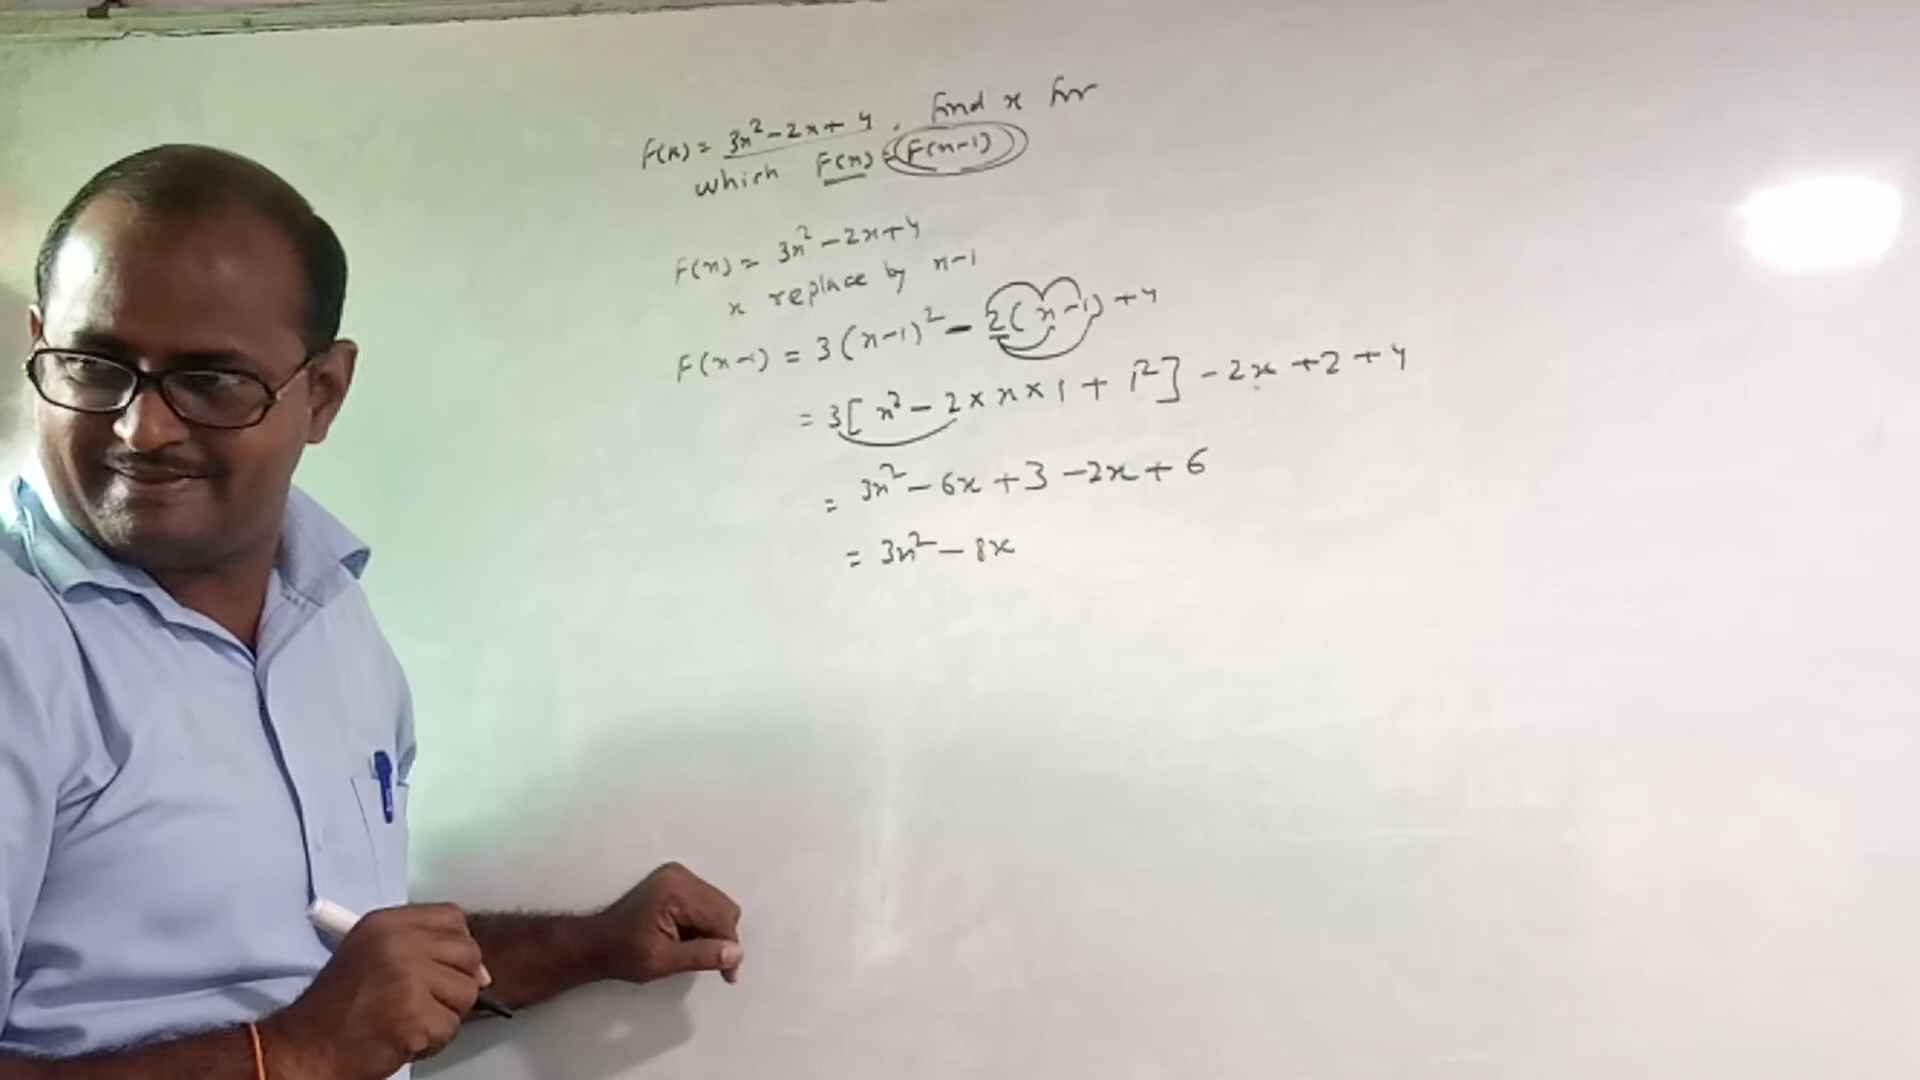 F(x) = 3x² - 2x + 4 . Find x for
which F(x) = F(x-1)
F(x) = 3x² - 2x + 4
x replace by x-1
F(x-1) = 3(x-1)² - 2(x-1) + 4
= 3[x² - 2 × x × 1 + 1²] - 2x + 2 + 4
= 3x² - 6x + 3 - 2x + 6
= 3x² - 8x